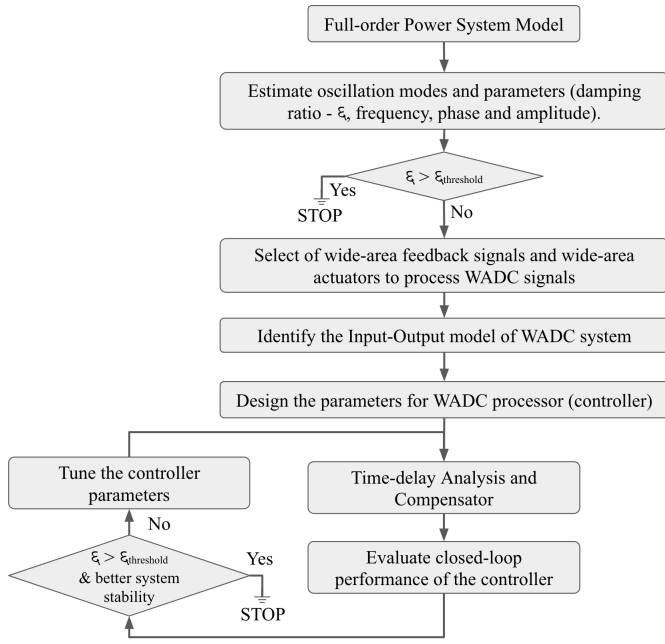 Full-order Power System Model
Estimate oscillation modes and parameters (damping
ratio - ξ, frequency, phase and amplitude).
ξ > ξthreshold
Yes
STOP
No
Select of wide-area feedback signals and wide-area
actuators to process WADC signals
Identify the Input-Output model of WADC system
Design the parameters for WADC processor (controller)
Time-delay Analysis and
Compensator
Evaluate closed-loop
performance of the controller
Tune the controller
parameters
No
ξ > ξthreshold
& better system
stability
Yes
STOP